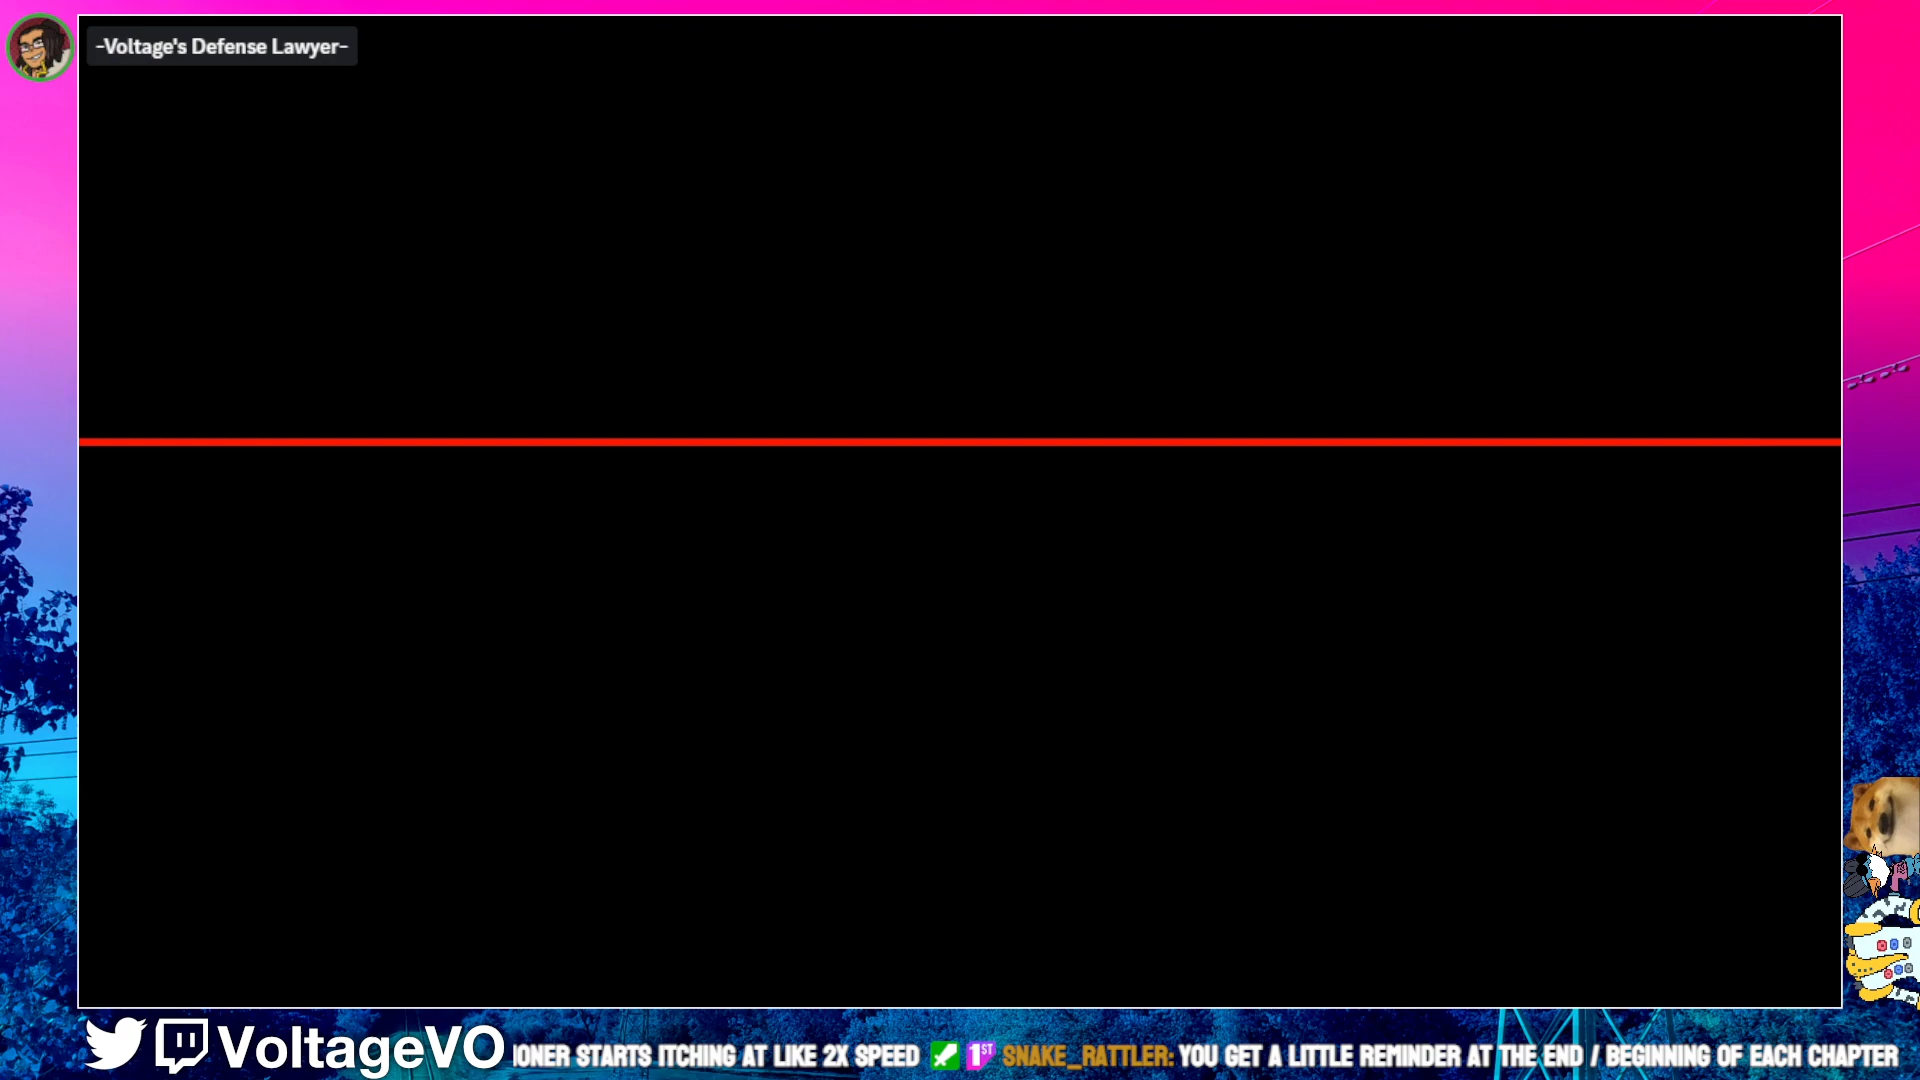 -Voltage's Defense Lawyer-
VoltageVO
IONER STARTS ITCHING AT LIKE 2X SPEED 1ST SNAKE_RATTLER: YOU GET A LITTLE REMINDER AT THE END / BEGINNING OF EACH CHAPTER